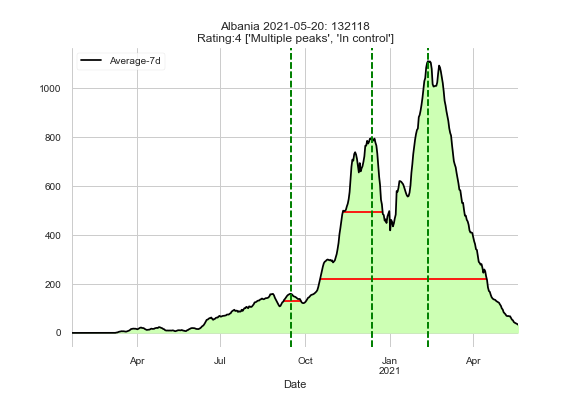 Albania 2021-05-20: 132118
Rating:4 ['Multiple peaks', 'In control']
Average-7d
1000
800
600
400
200
0
Apr Jul Oct Jan Apr
2021
Date